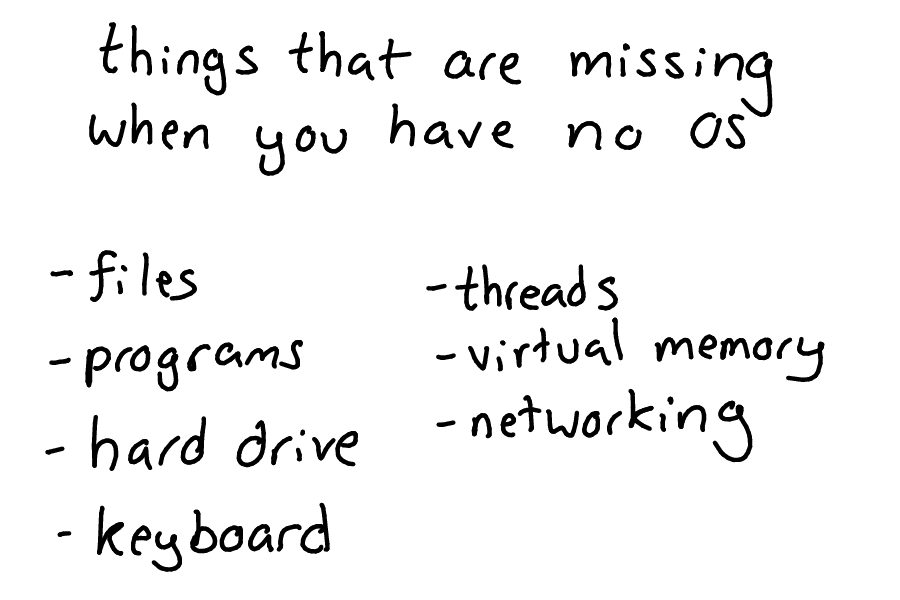 things that are missing
when you have no OS
- files
- programs
- hard drive
- keyboard
- threads
- virtual memory
- networking